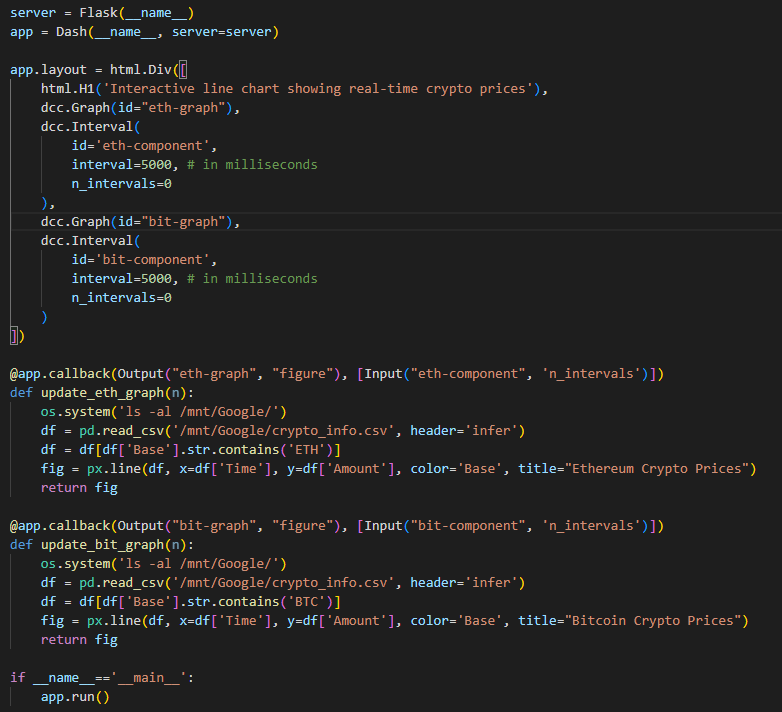 server = Flask(__name__)
app = Dash(__name__, server=server)

app.layout = html.Div([
    html.H1('Interactive line chart showing real-time crypto prices'),
    dcc.Graph(id="eth-graph"),
    dcc.Interval(
        id='eth-component',
        interval=5000, # in milliseconds
        n_intervals=0
    ),
    dcc.Graph(id="bit-graph"),
    dcc.Interval(
        id='bit-component',
        interval=5000, # in milliseconds
        n_intervals=0
    )
])

@app.callback(Output("eth-graph", "figure"), [Input("eth-component", 'n_intervals')])
def update_eth_graph(n):
    os.system('ls -al /mnt/Google/')
    df = pd.read_csv('/mnt/Google/crypto_info.csv', header='infer')
    df = df[df['Base'].str.contains('ETH')]
    fig = px.line(df, x=df['Time'], y=df['Amount'], color='Base', title="Ethereum Crypto Prices")
    return fig

@app.callback(Output("bit-graph", "figure"), [Input("bit-component", 'n_intervals')])
def update_bit_graph(n):
    os.system('ls -al /mnt/Google/')
    df = pd.read_csv('/mnt/Google/crypto_info.csv', header='infer')
    df = df[df['Base'].str.contains('BTC')]
    fig = px.line(df, x=df['Time'], y=df['Amount'], color='Base', title="Bitcoin Crypto Prices")
    return fig

if __name__=='__main__':
    app.run()